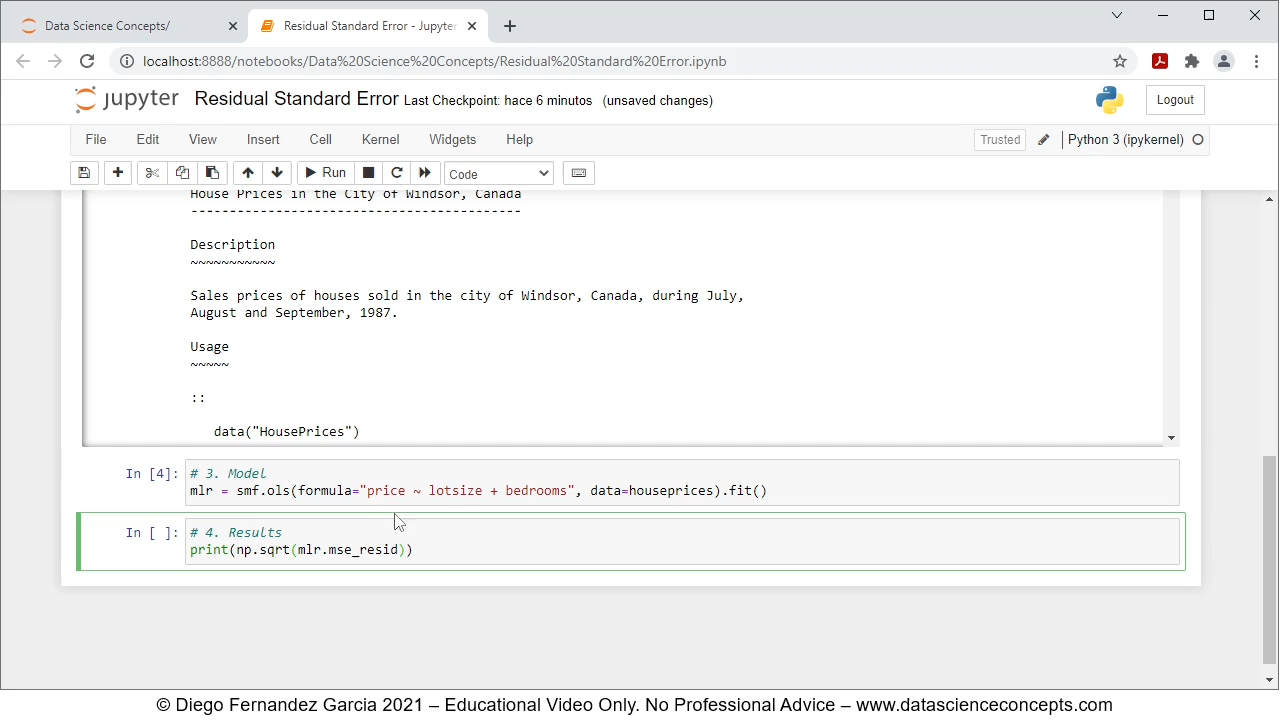 Data Science Concepts/
Residual Standard Error - Jupyter
localhost:8888/notebooks/Data%20Science%20Concepts/Residual%20Standard%20Error.ipynb
jupyter Residual Standard Error Last Checkpoint: hace 6 minutos (unsaved changes)
Logout
File Edit View Insert Cell Kernel Widgets Help
Trusted Python 3 (ipykernel)
Run Code
House Prices in the City of Windsor, Canada
-------------------------------------------
Description
~~~~~~~~~~~
Sales prices of houses sold in the city of Windsor, Canada, during July,
August and September, 1987.
Usage
~~~~~
::
data("HousePrices")
In [4]: # 3. Model
mlr = smf.ols(formula="price ~ lotsize + bedrooms", data=houseprices).fit()
In [ ]: # 4. Results
print(np.sqrt(mlr.mse_resid))
© Diego Fernandez Garcia 2021 – Educational Video Only. No Professional Advice – www.datascienceconcepts.com